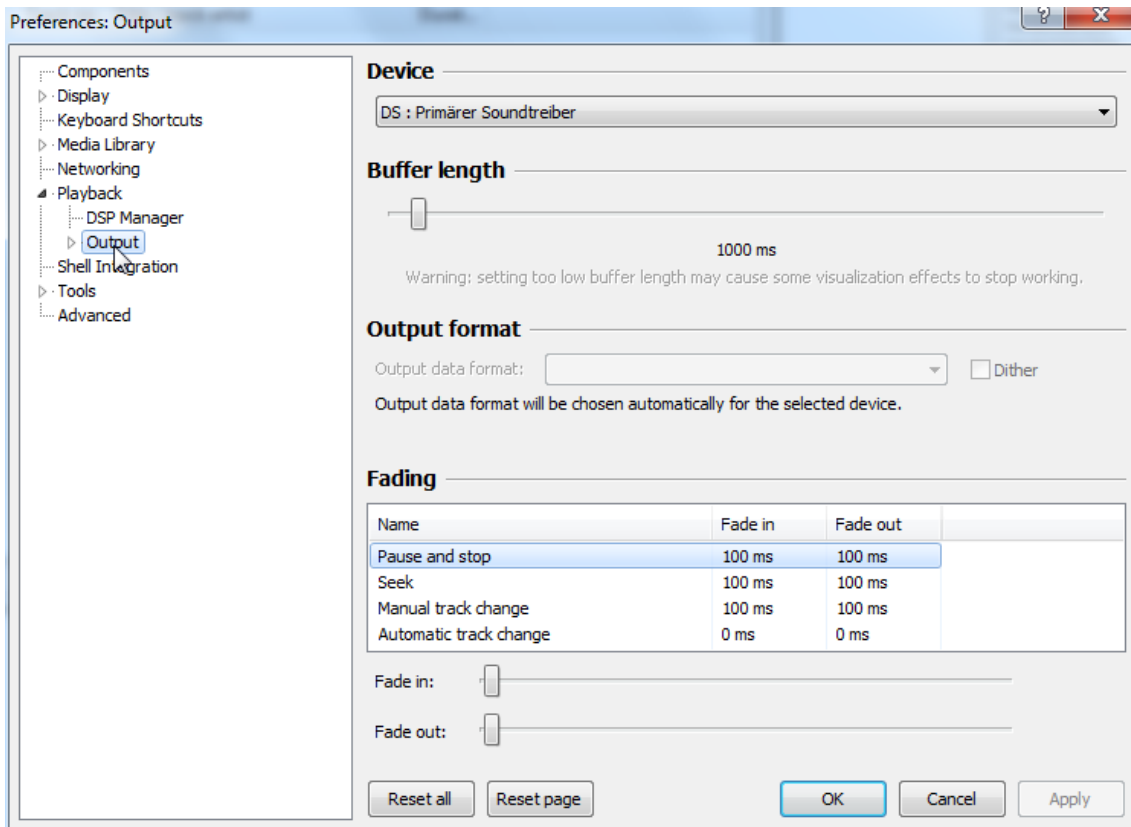 Preferences: Output
Components
Display
Keyboard Shortcuts
Media Library
Networking
Playback
DSP Manager
Output
Shell Integration
Tools
Advanced
Device
DS : Primärer Soundtreiber
Buffer length
1000 ms
Warning: setting too low buffer length may cause some visualization effects to stop working.
Output format
Output data format:
Dither
Output data format will be chosen automatically for the selected device.
Fading
Name Fade in Fade out
Pause and stop 100 ms 100 ms
Seek 100 ms 100 ms
Manual track change 100 ms 100 ms
Automatic track change 0 ms 0 ms
Fade in:
Fade out:
Reset all Reset page OK Cancel Apply